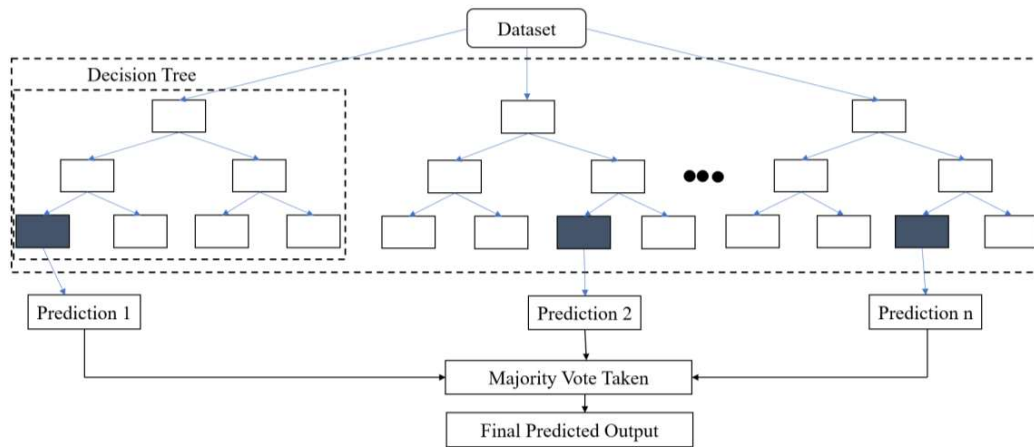 Dataset
Decision Tree
Prediction 1
Prediction 2
Prediction n
Majority Vote Taken
Final Predicted Output